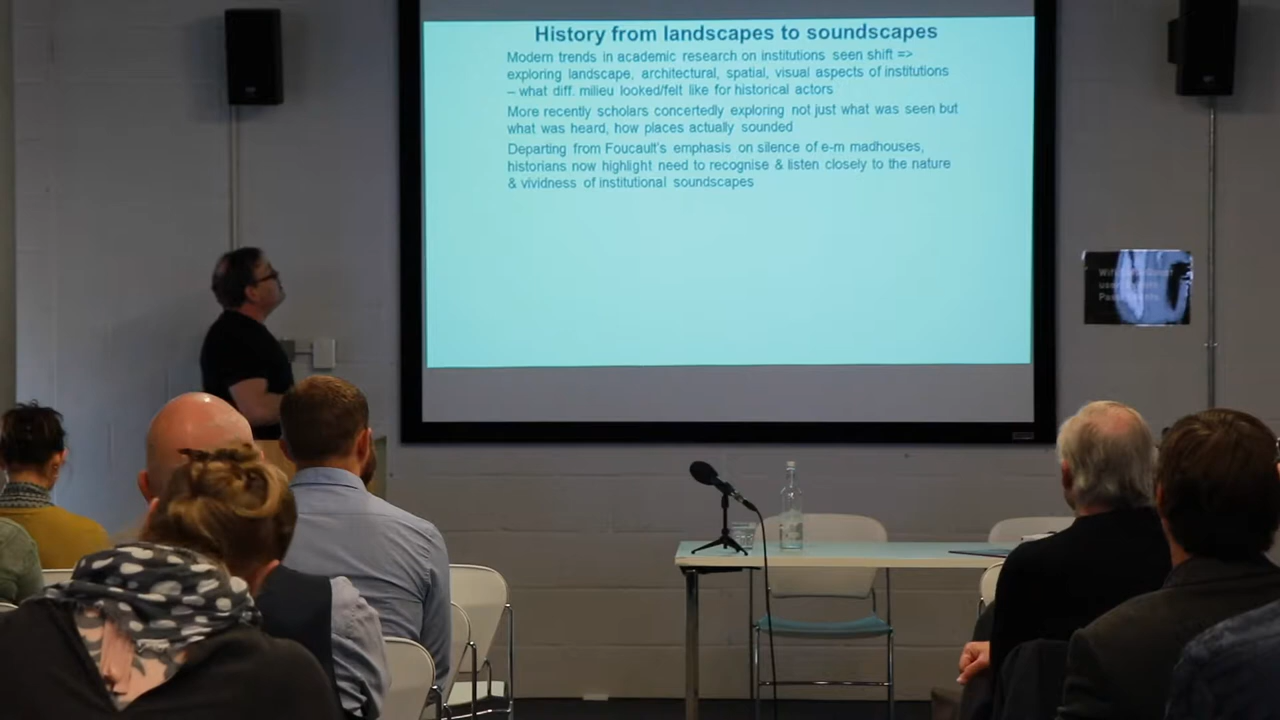 History from landscapes to soundscapes
Modern trends in academic research on institutions seen shift =>
exploring landscape, architectural, spatial, visual aspects of institutions
– what diff. milieu looked/felt like for historical actors
More recently scholars concertedly exploring not just what was seen but
what was heard, how places actually sounded
Departing from Foucault's emphasis on silence of e-m madhouses,
historians now highlight need to recognise & listen closely to the nature
& vividness of institutional soundscapes